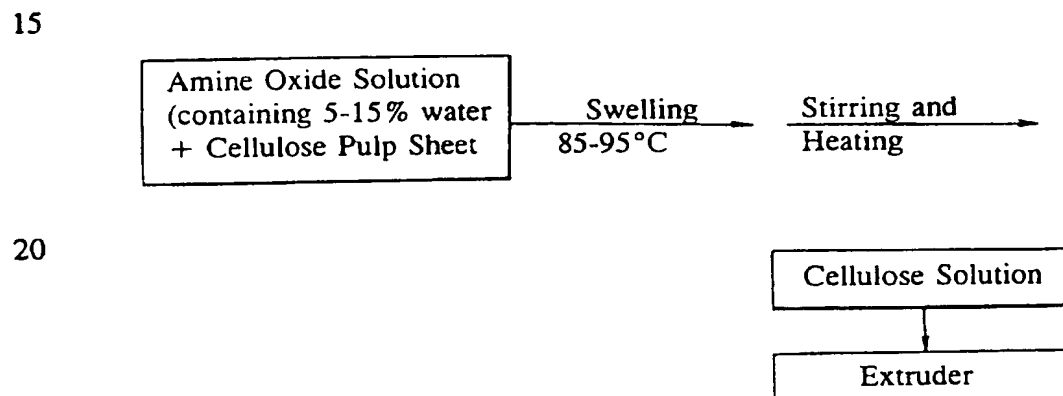 15
Amine Oxide Solution
(containing 5-15% water
+ Cellulose Pulp Sheet
Swelling
85-95°C
Stirring and
Heating
20
Cellulose Solution
Extruder